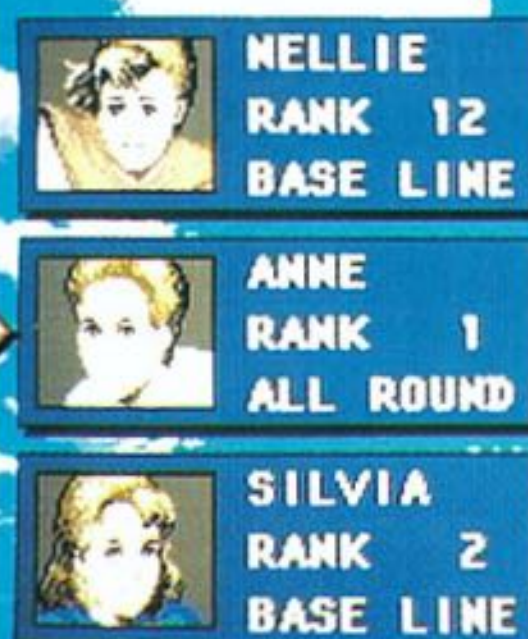 NELLIE
RANK 12
BASE LINE
ANNE
RANK 1
ALL ROUND
SILVIA
RANK 2
BASE LINE